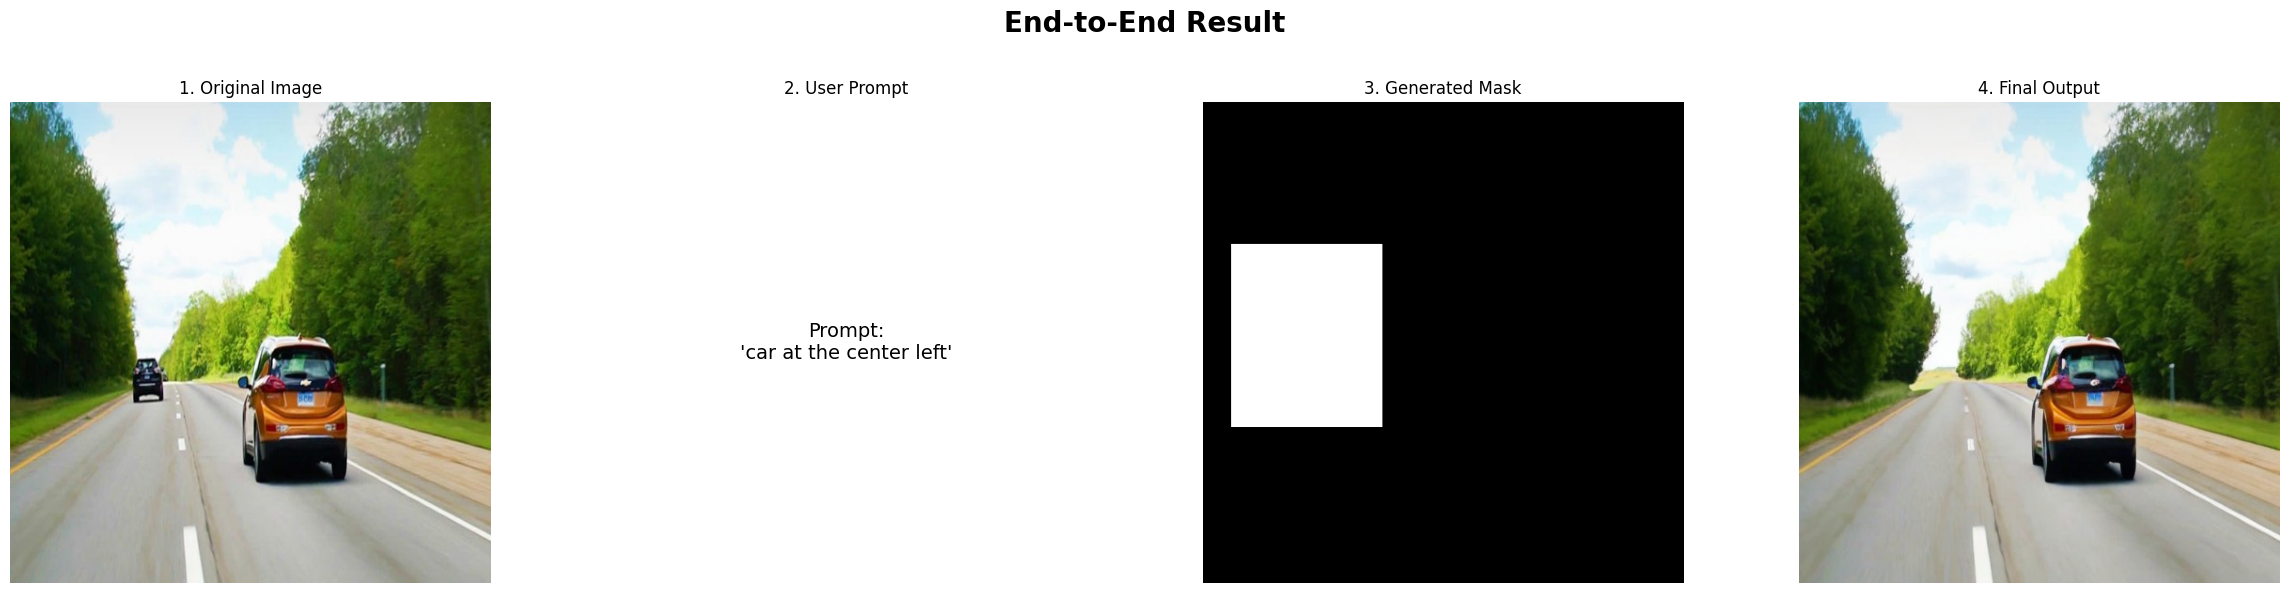 End-to-End Result
1. Original Image
2. User Prompt
3. Generated Mask
4. Final Output
Prompt:
'car at the center left'